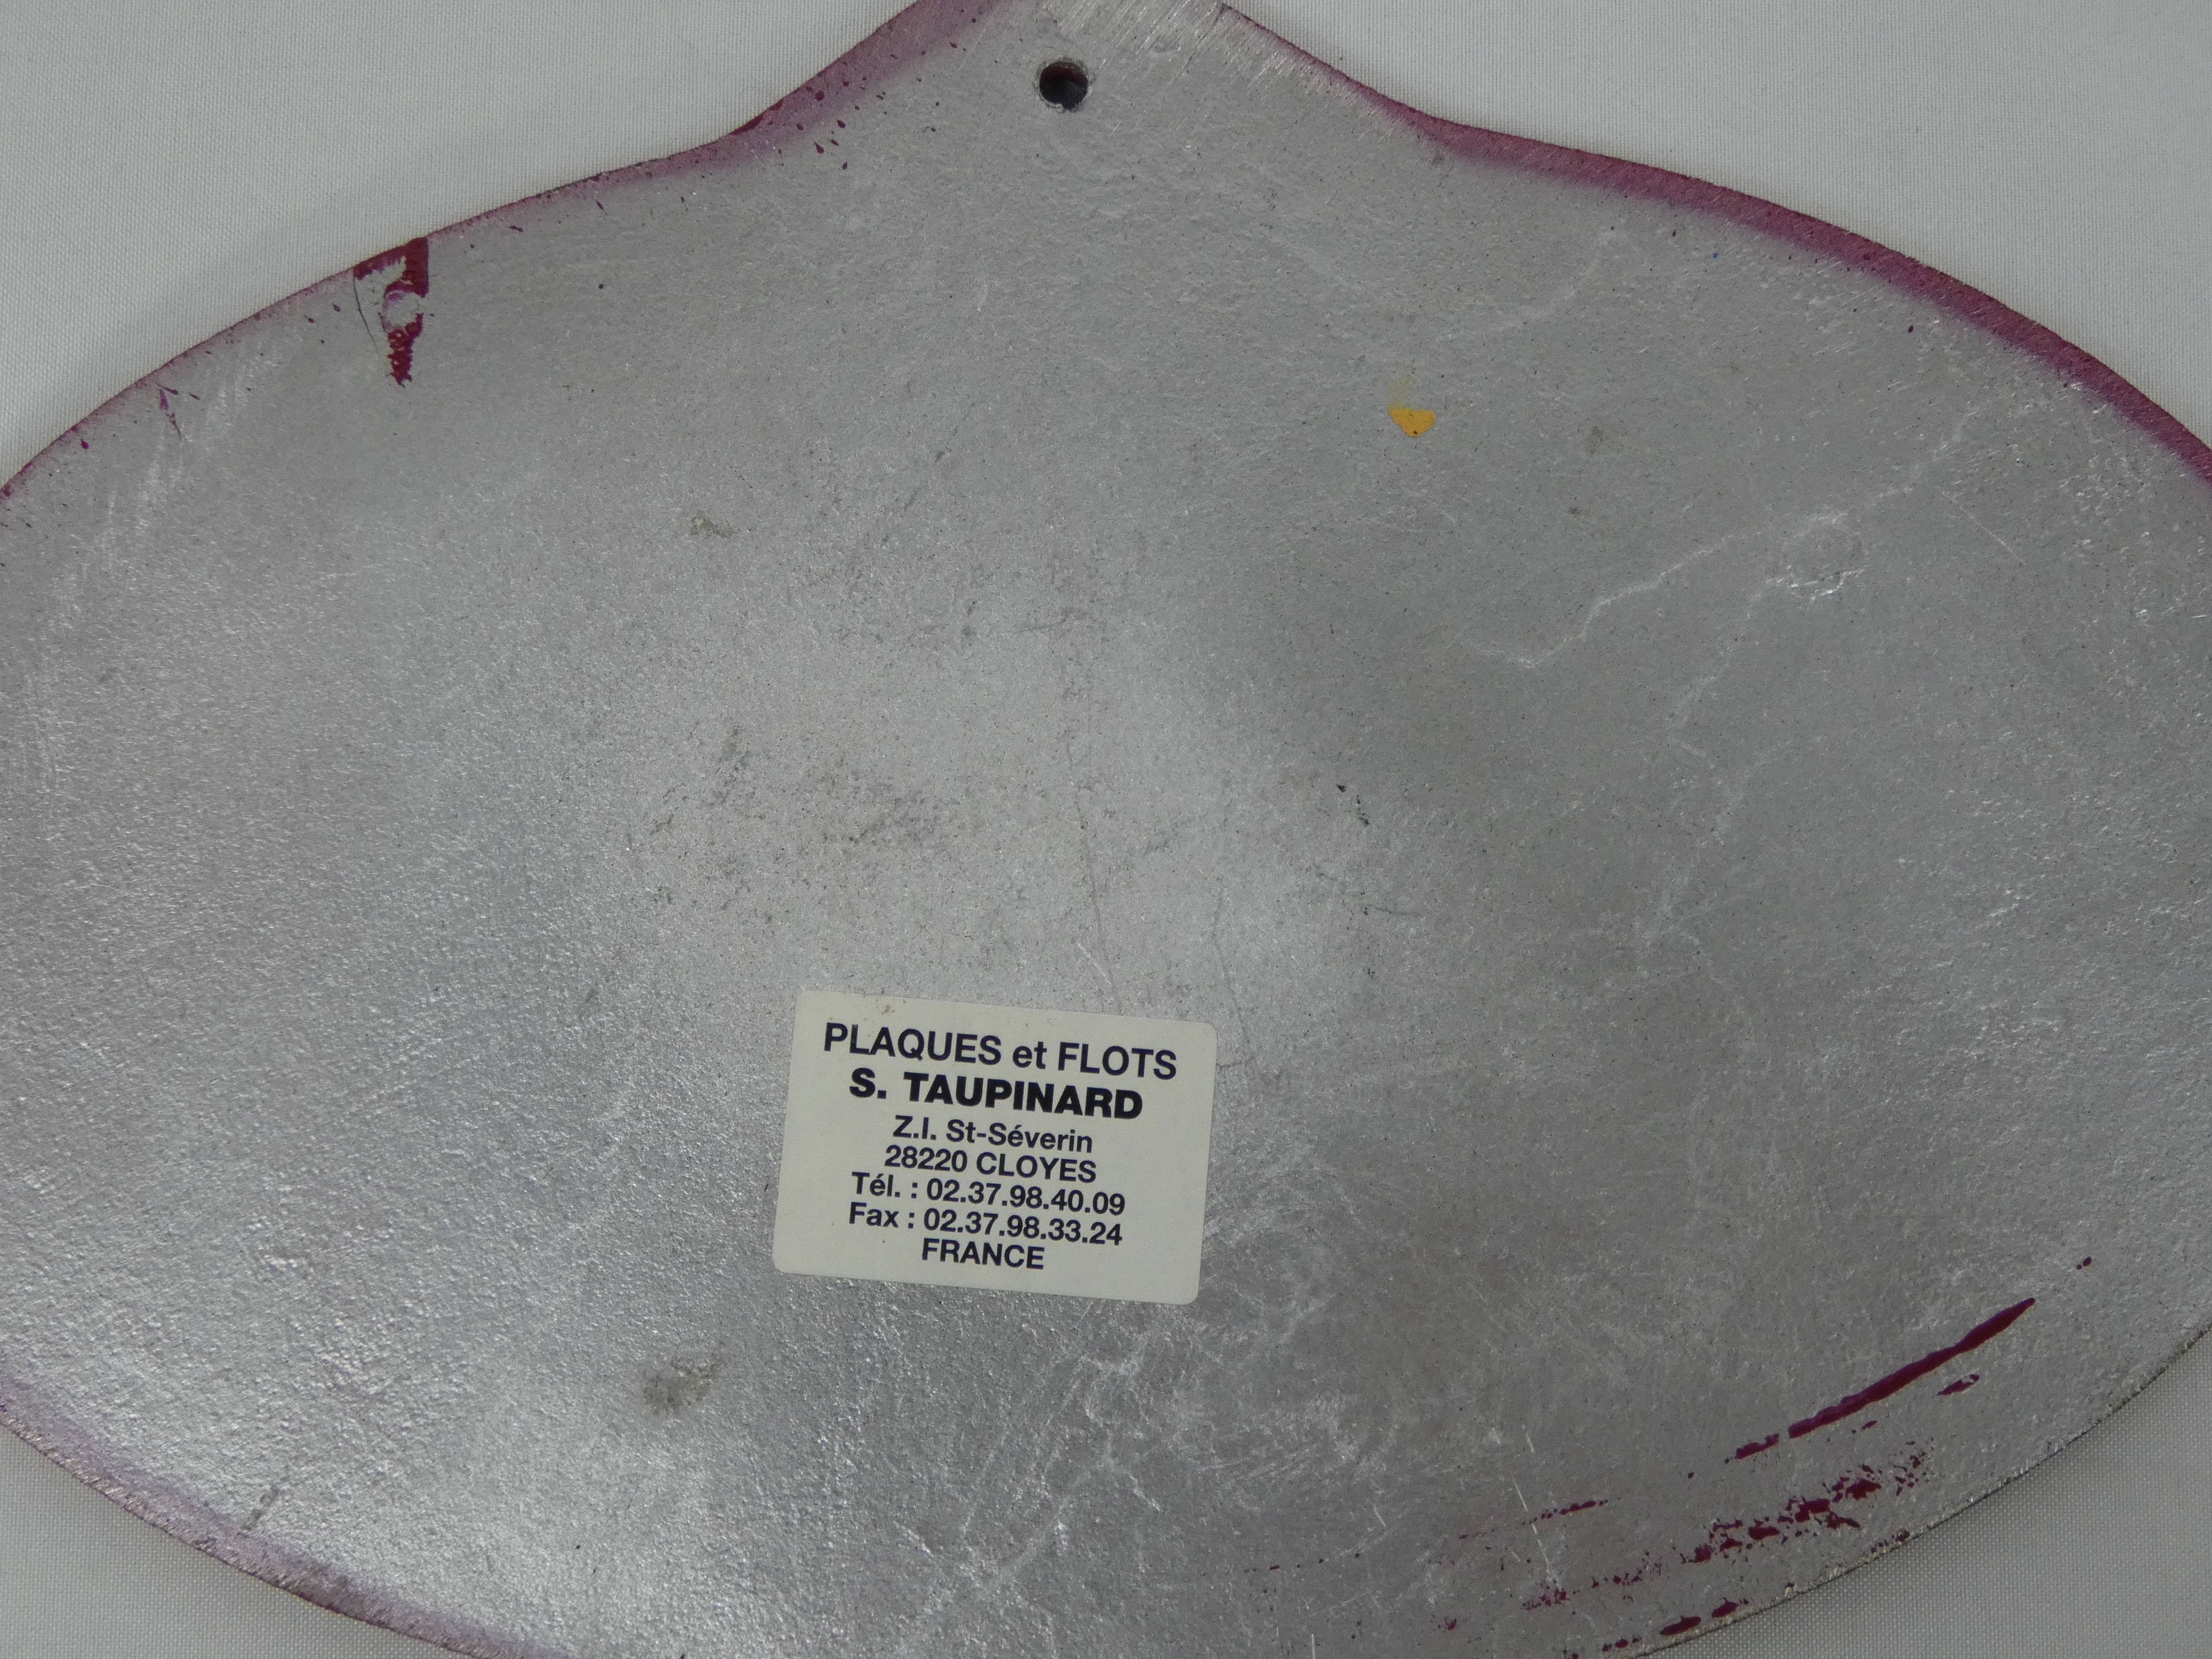 PLAQUES et FLOTS
S. TAUPINARD
Z.I. St-Séverin
28220 CLOYES
Tél. : 02.37.98.40.09
Fax : 02.37.98.33.24
FRANCE